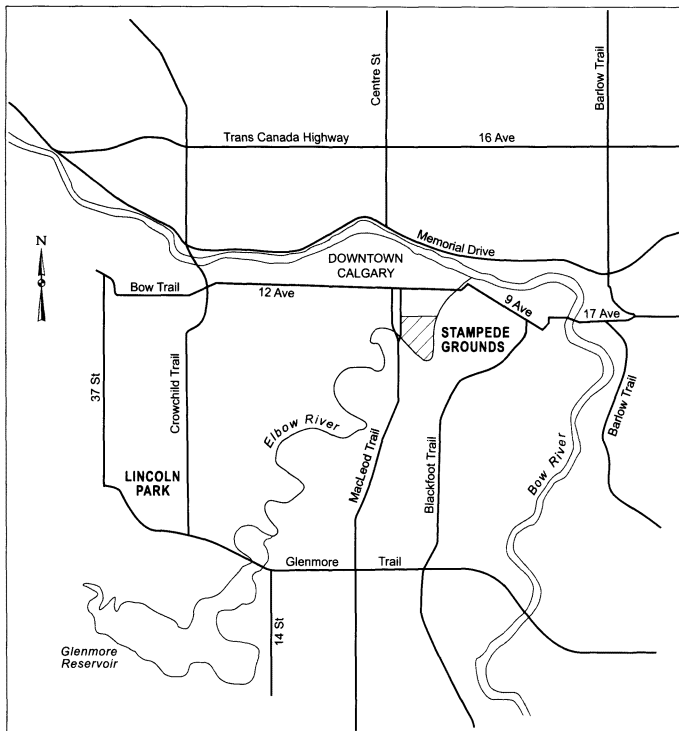 Centre St
Barlow Trail
Trans Canada Highway
16 Ave
N
Memorial Drive
DOWNTOWN
CALGARY
Bow Trail
12 Ave
9 Ave
17 Ave
STAMPEDE
GROUNDS
37 St
Crowchild Trail
Elbow River
MacLeod Trail
Blackfoot Trail
Bow River
Barlow Trail
LINCOLN
PARK
Glenmore Trail
14 St
Glenmore
Reservoir